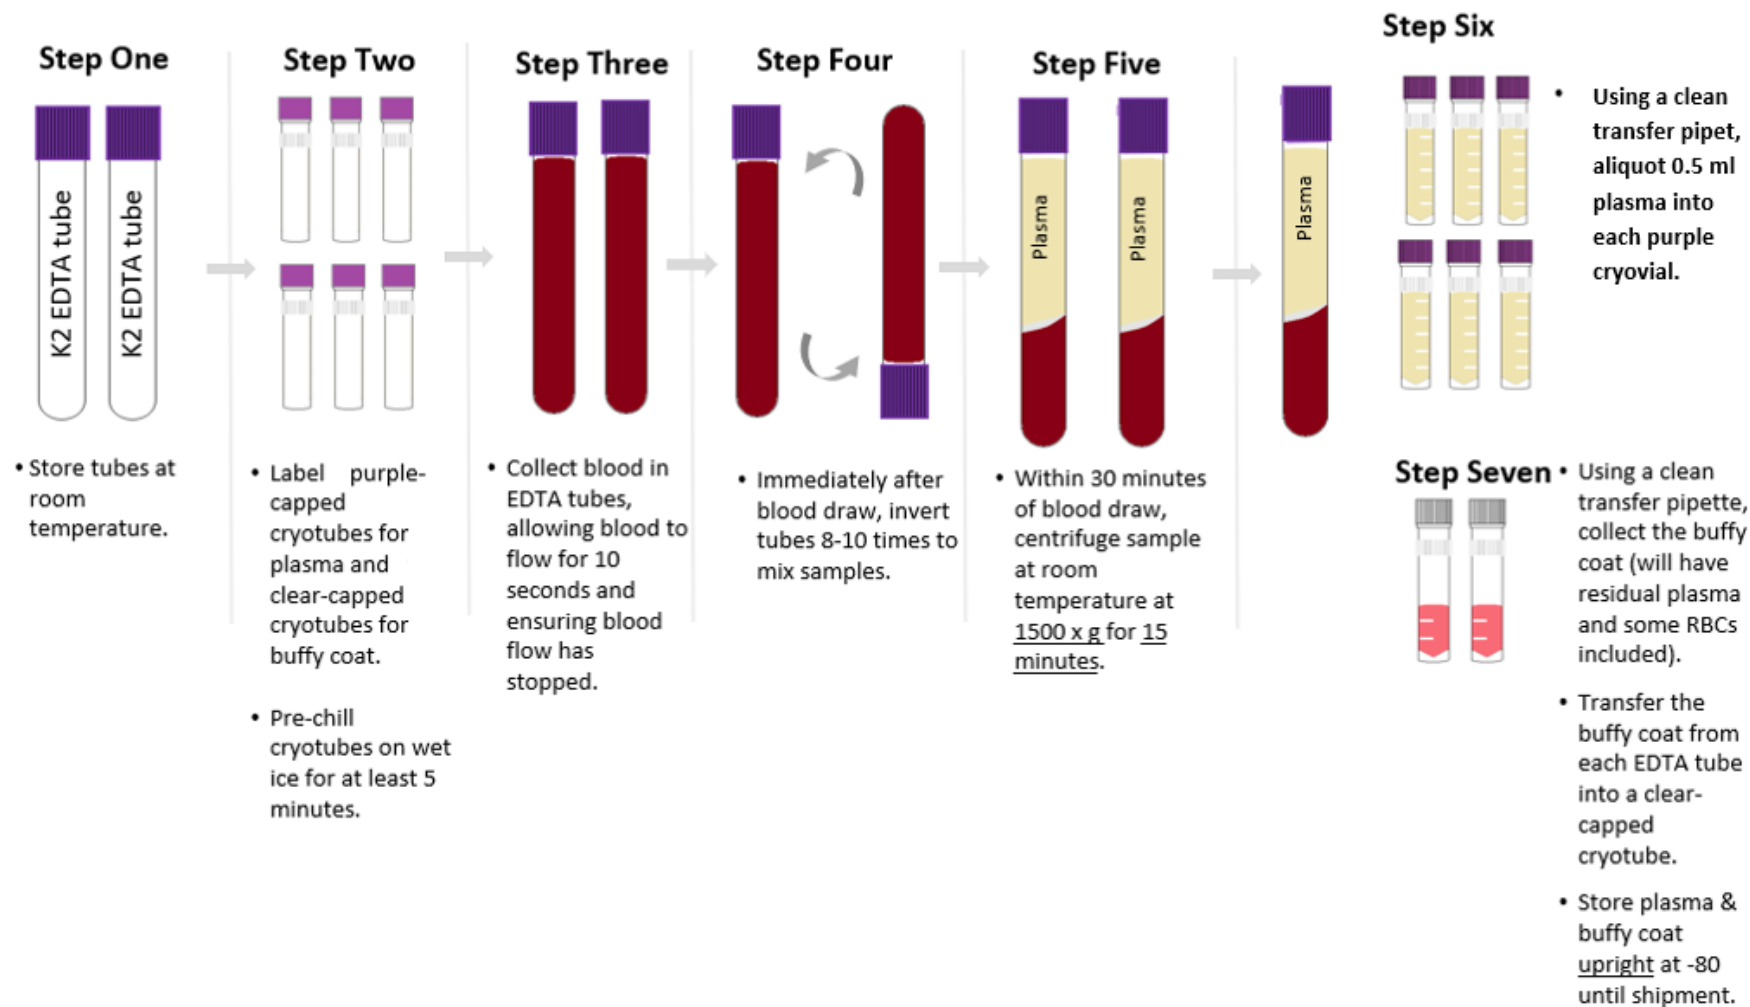 Step One
K2 EDTA tube
K2 EDTA tube
• Store tubes at
room
temperature.
Step Two
• Label purple-
capped
cryotubes for
plasma and
clear-capped
cryotubes for
buffy coat.
• Pre-chill
cryotubes on wet
ice for at least 5
minutes.
Step Three
• Collect blood in
EDTA tubes,
allowing blood to
flow for 10
seconds and
ensuring blood
flow has
stopped.
Step Four
• Immediately after
blood draw, invert
tubes 8-10 times to
mix samples.
Step Five
Plasma
Plasma
• Within 30 minutes
of blood draw,
centrifuge sample
at room
temperature at
1500 x g for 15
minutes.
Plasma
Step Six
• Using a clean
transfer pipet,
aliquot 0.5 ml
plasma into
each purple
cryovial.
Step Seven
• Using a clean
transfer pipette,
collect the buffy
coat (will have
residual plasma
and some RBCs
included).
• Transfer the
buffy coat from
each EDTA tube
into a clear-
capped
cryotube.
• Store plasma &
buffy coat
upright at -80
until shipment.